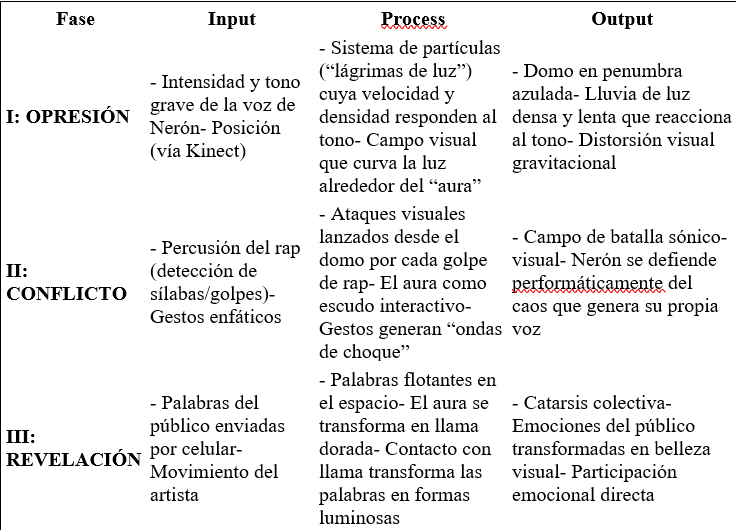 Fase Input Process Output
I: OPRESIÓN
- Intensidad y tono
grave de la voz de
Nerón- Posición
(vía Kinect)
- Sistema de partículas
(“lágrimas de luz”)
cuya velocidad y
densidad responden al
tono- Campo visual
que curva la luz
alrededor del “aura”
- Domo en penumbra
azulada- Lluvia de luz
densa y lenta que reacciona
al tono- Distorsión visual
gravitacional
II:
CONFLICTO
- Percusión del rap
(detección de
sílabas/golpes)-
Gestos enfáticos
- Ataques visuales
lanzados desde el
domo por cada golpe
de rap- El aura como
escudo interactivo-
Gestos generan “ondas
de choque”
- Campo de batalla sónico-
visual- Nerón se defiende
performáticamente del
caos que genera su propia
voz
III:
REVELACIÓN
- Palabras del
público enviadas
por celular-
Movimiento del
artista
- Palabras flotantes en
el espacio- El aura se
transforma en llama
dorada- Contacto con
llama transforma las
palabras en formas
luminosas
- Catarsis colectiva-
Emociones del público
transformadas en belleza
visual- Participación
emocional directa